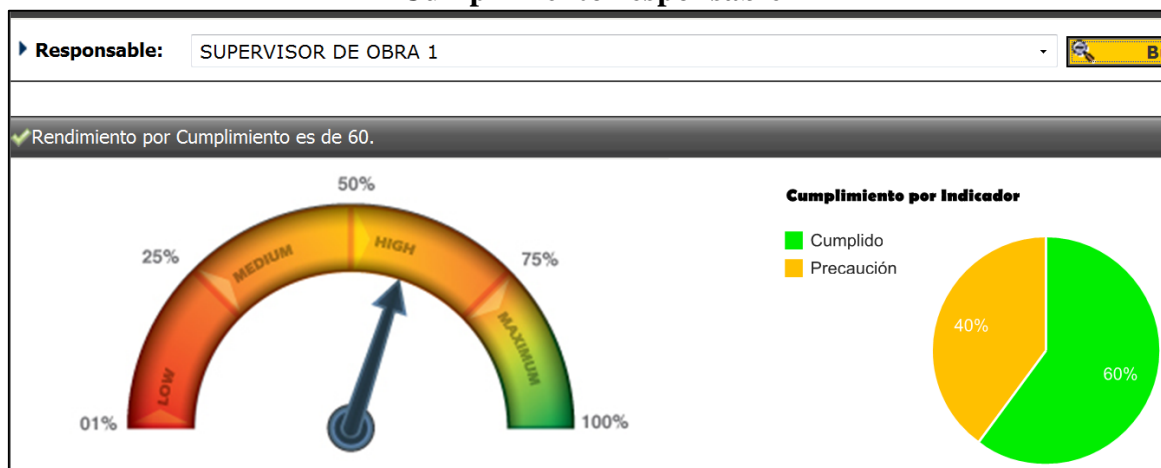 Responsable:
SUPERVISOR DE OBRA 1
B
Rendimiento por Cumplimiento es de 60.
50%
25%
75%
01%
100%
LOW
MEDIUM
HIGH
MAXIMUM
Cumplimiento por Indicador
Cumplido
Precaución
40%
60%